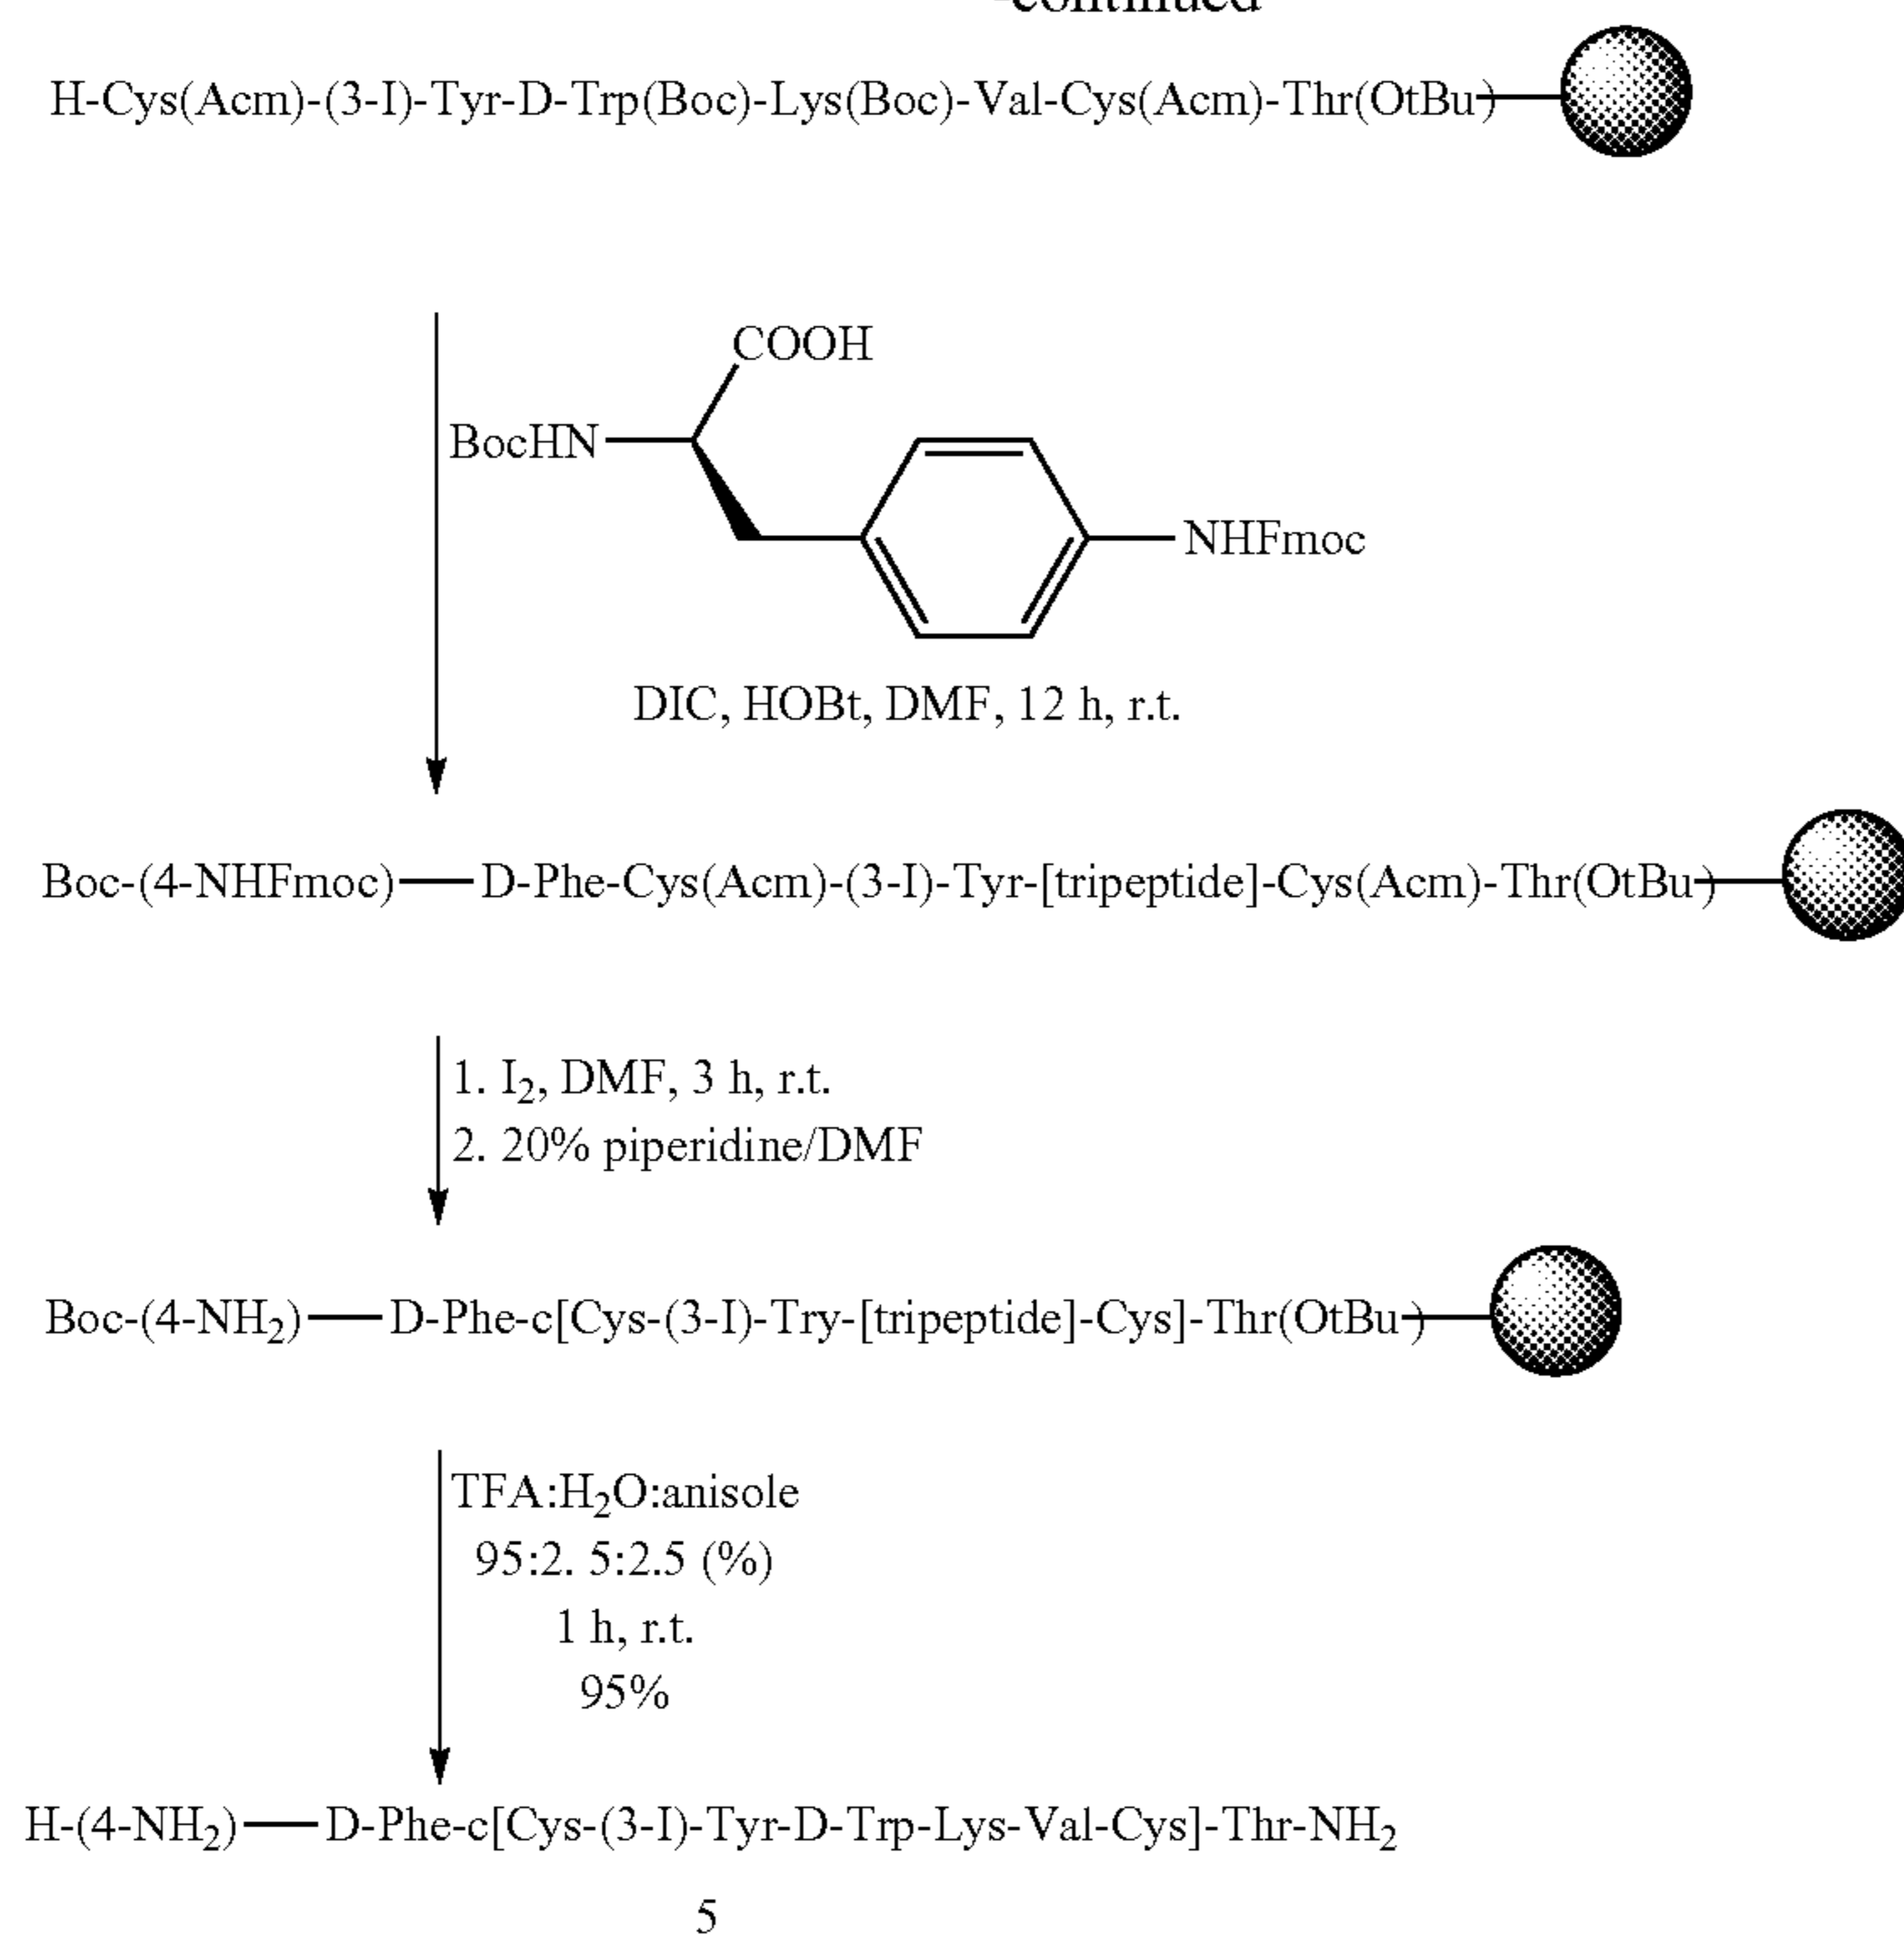 -continued
H-Cys(Acm)-(3-I)-Tyr-D-Trp(Boc)-Lys(Boc)-Val-Cys(Acm)-Thr(OtBu)
COOH
BocHN
NHFmoc
DIC, HOBt, DMF, 12 h, r.t.
Boc-(4-NHFmoc)—D-Phe-Cys(Acm)-(3-I)-Tyr-[tripeptide]-Cys(Acm)-Thr(OtBu)
1. I₂, DMF, 3 h, r.t.
2. 20% piperidine/DMF
Boc-(4-NH₂)—D-Phe-c[Cys-(3-I)-Try-[tripeptide]-Cys]-Thr(OtBu)
TFA:H₂O:anisole
95:2. 5:2.5 (%)
1 h, r.t.
95%
H-(4-NH₂)—D-Phe-c[Cys-(3-I)-Tyr-D-Trp-Lys-Val-Cys]-Thr-NH₂
5